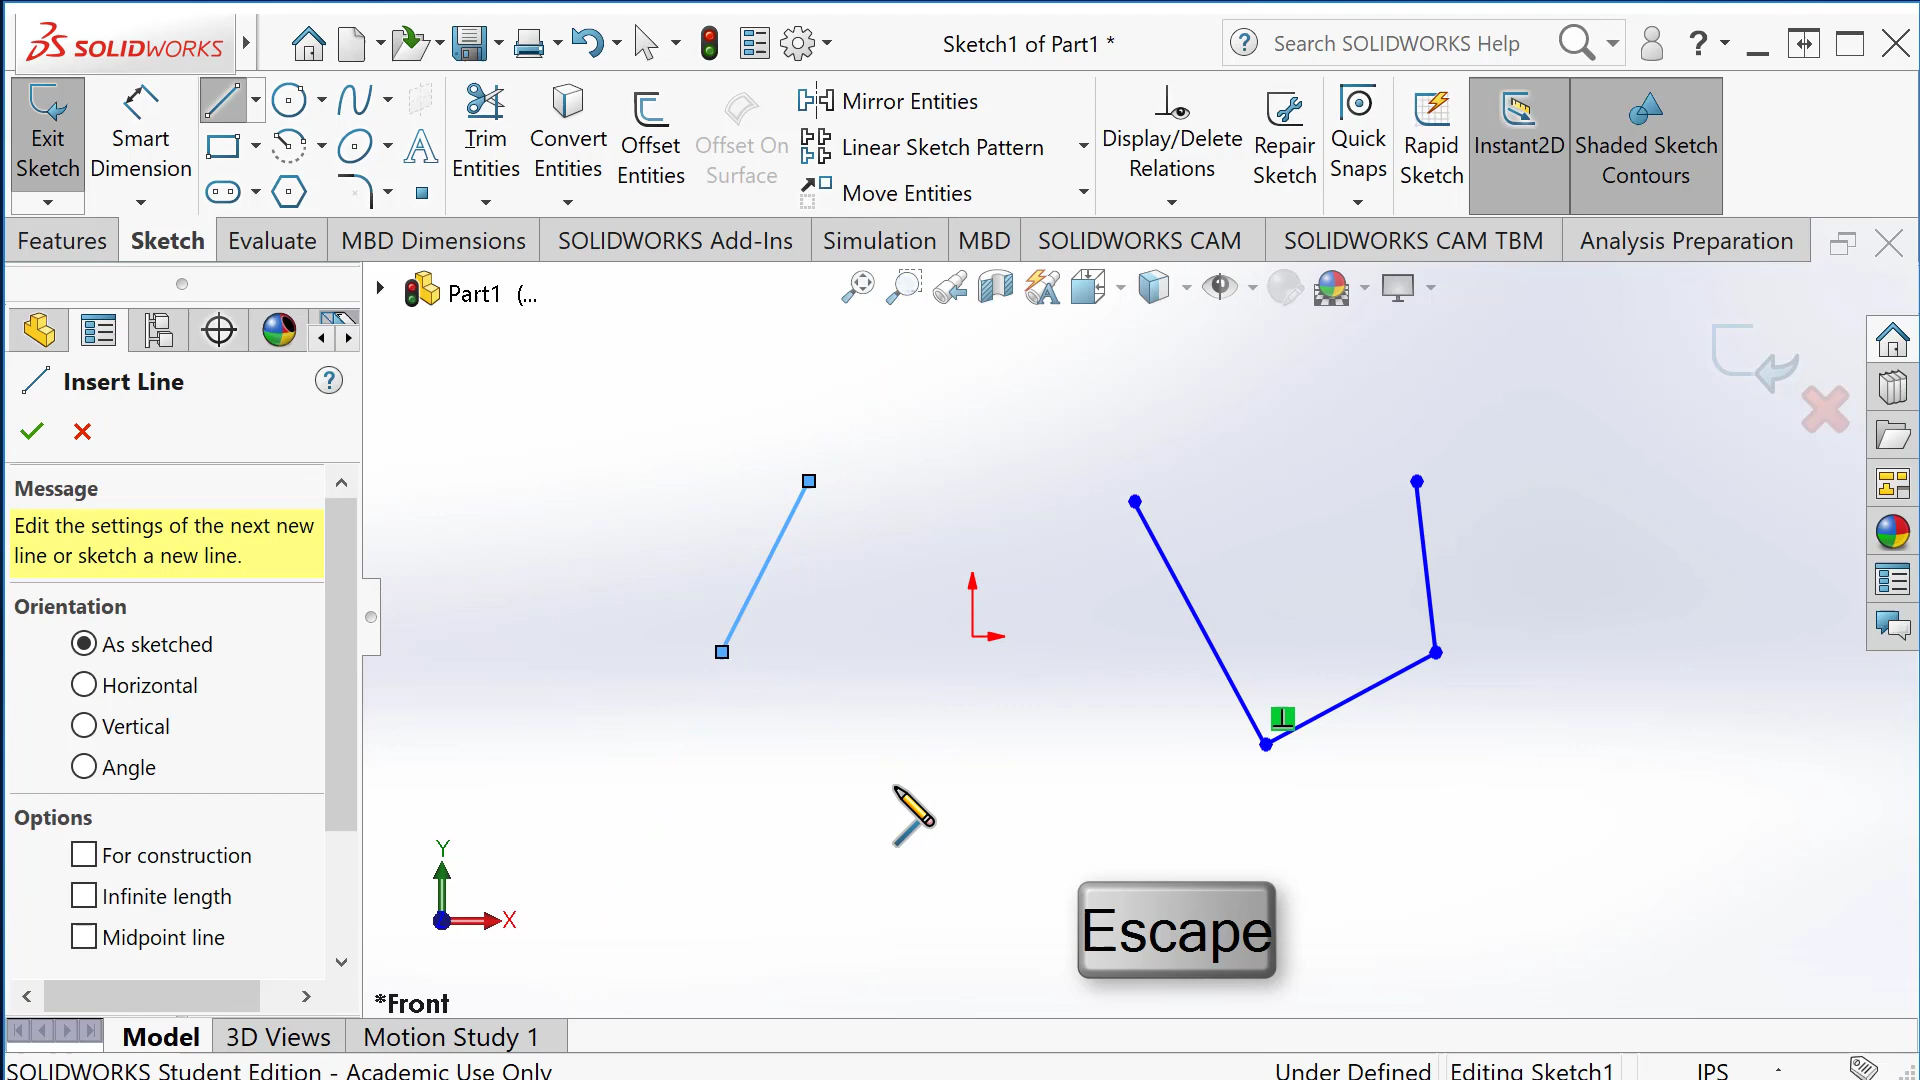 SOLIDWORKS
Sketch1 of Part1 *
Search SOLIDWORKS Help
Exit
Sketch
Smart
Dimension
Trim
Entities
Convert
Entities
Offset
Entities
Offset On
Surface
Mirror Entities
Linear Sketch Pattern
Move Entities
Display/Delete
Relations
Repair
Sketch
Quick
Snaps
Rapid
Sketch
Instant2D
Shaded Sketch
Contours
Features
Sketch
Evaluate
MBD Dimensions
SOLIDWORKS Add-Ins
Simulation
MBD
SOLIDWORKS CAM
SOLIDWORKS CAM TBM
Analysis Preparation
Part1 (...
Insert Line
Message
Edit the settings of the next new
line or sketch a new line.
Orientation
As sketched
Horizontal
Vertical
Angle
Options
For construction
Infinite length
Midpoint line
Y
X
Escape
*Front
Model
3D Views
Motion Study 1
SOLIDWORKS Student Edition - Academic Use Only
Under Defined
Editing Sketch1
IPS